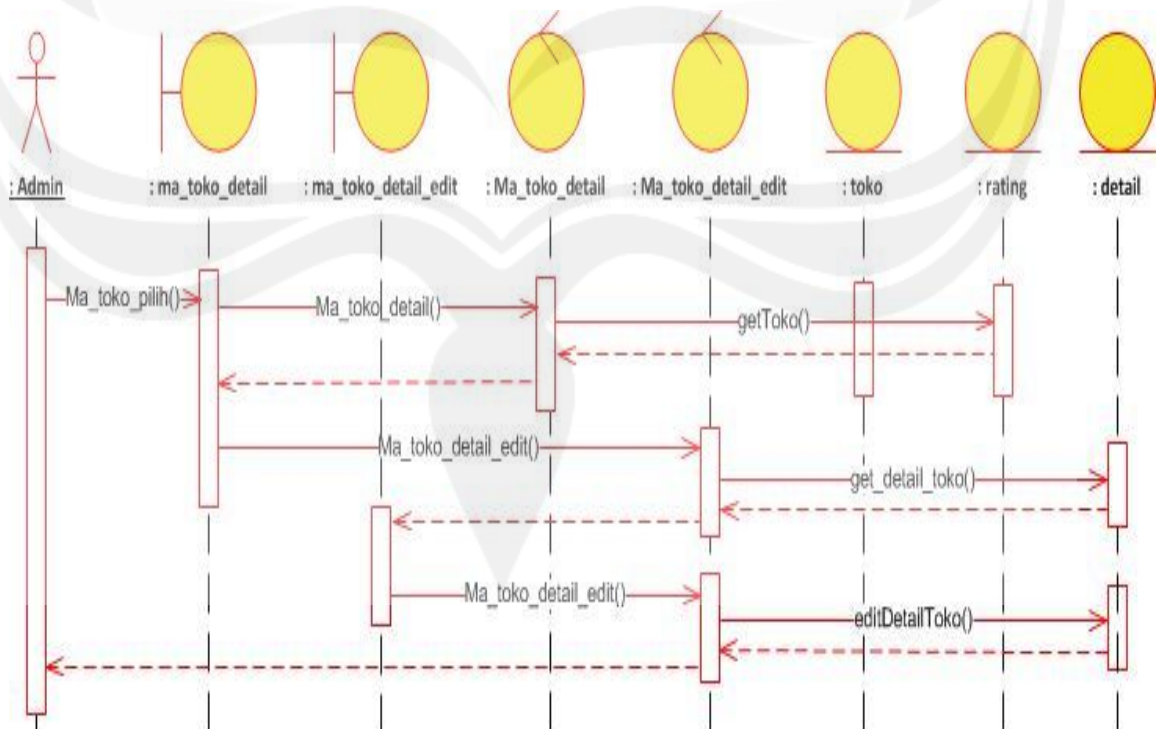 : Admin
: ma_toko_detail
: ma_toko_detail_edit
: Ma_toko_detail
: Ma_toko_detail_edit
: toko
: rating
: detail
Ma_toko_pilih()
Ma_toko_detail()
getToko()
Ma_toko_detail_edit()
get_detail_toko()
Ma_toko_detail_edit()
editDetailToko()